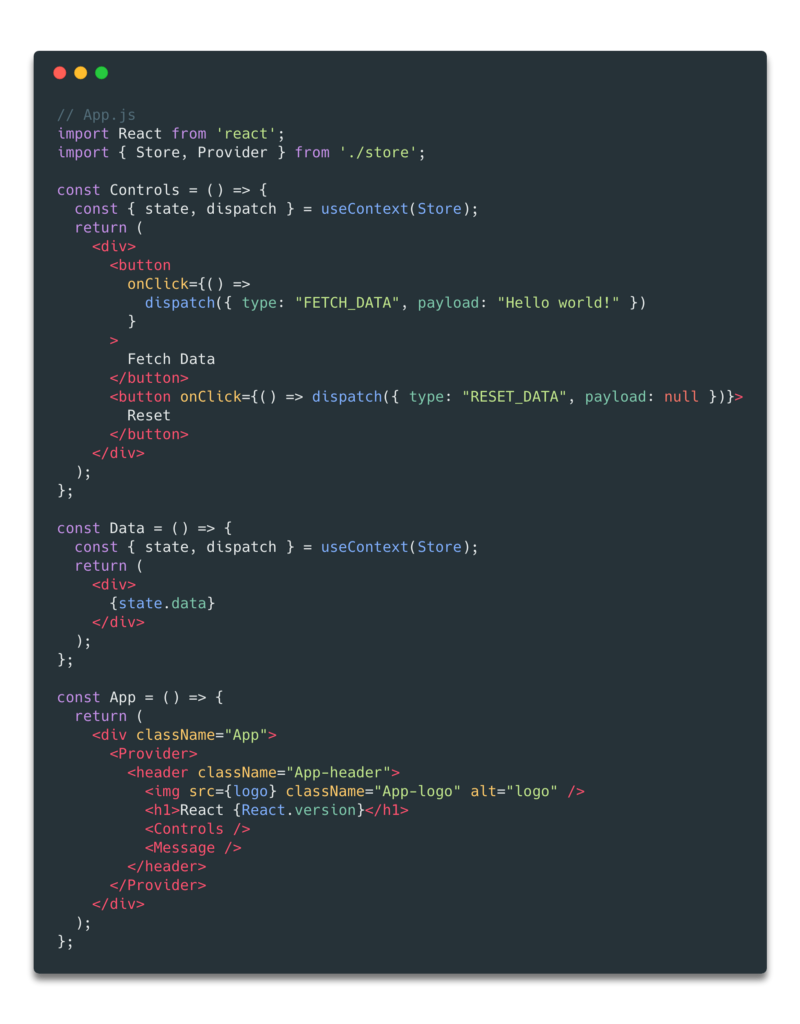 // App.js
import React from 'react';
import { Store, Provider } from './store';

const Controls = () => {
  const { state, dispatch } = useContext(Store);
  return (
    <div>
      <button
        onClick={() =>
          dispatch({ type: "FETCH_DATA", payload: "Hello world!" })
        }
      >
        Fetch Data
      </button>
      <button onClick={() => dispatch({ type: "RESET_DATA", payload: null })}>
        Reset
      </button>
    </div>
  );
};

const Data = () => {
  const { state, dispatch } = useContext(Store);
  return (
    <div>
      {state.data}
    </div>
  );
};

const App = () => {
  return (
    <div className="App">
      <Provider>
        <header className="App-header">
          <img src={logo} className="App-logo" alt="logo" />
          <h1>React {React.version}</h1>
          <Controls />
          <Message />
        </header>
      </Provider>
    </div>
  );
};